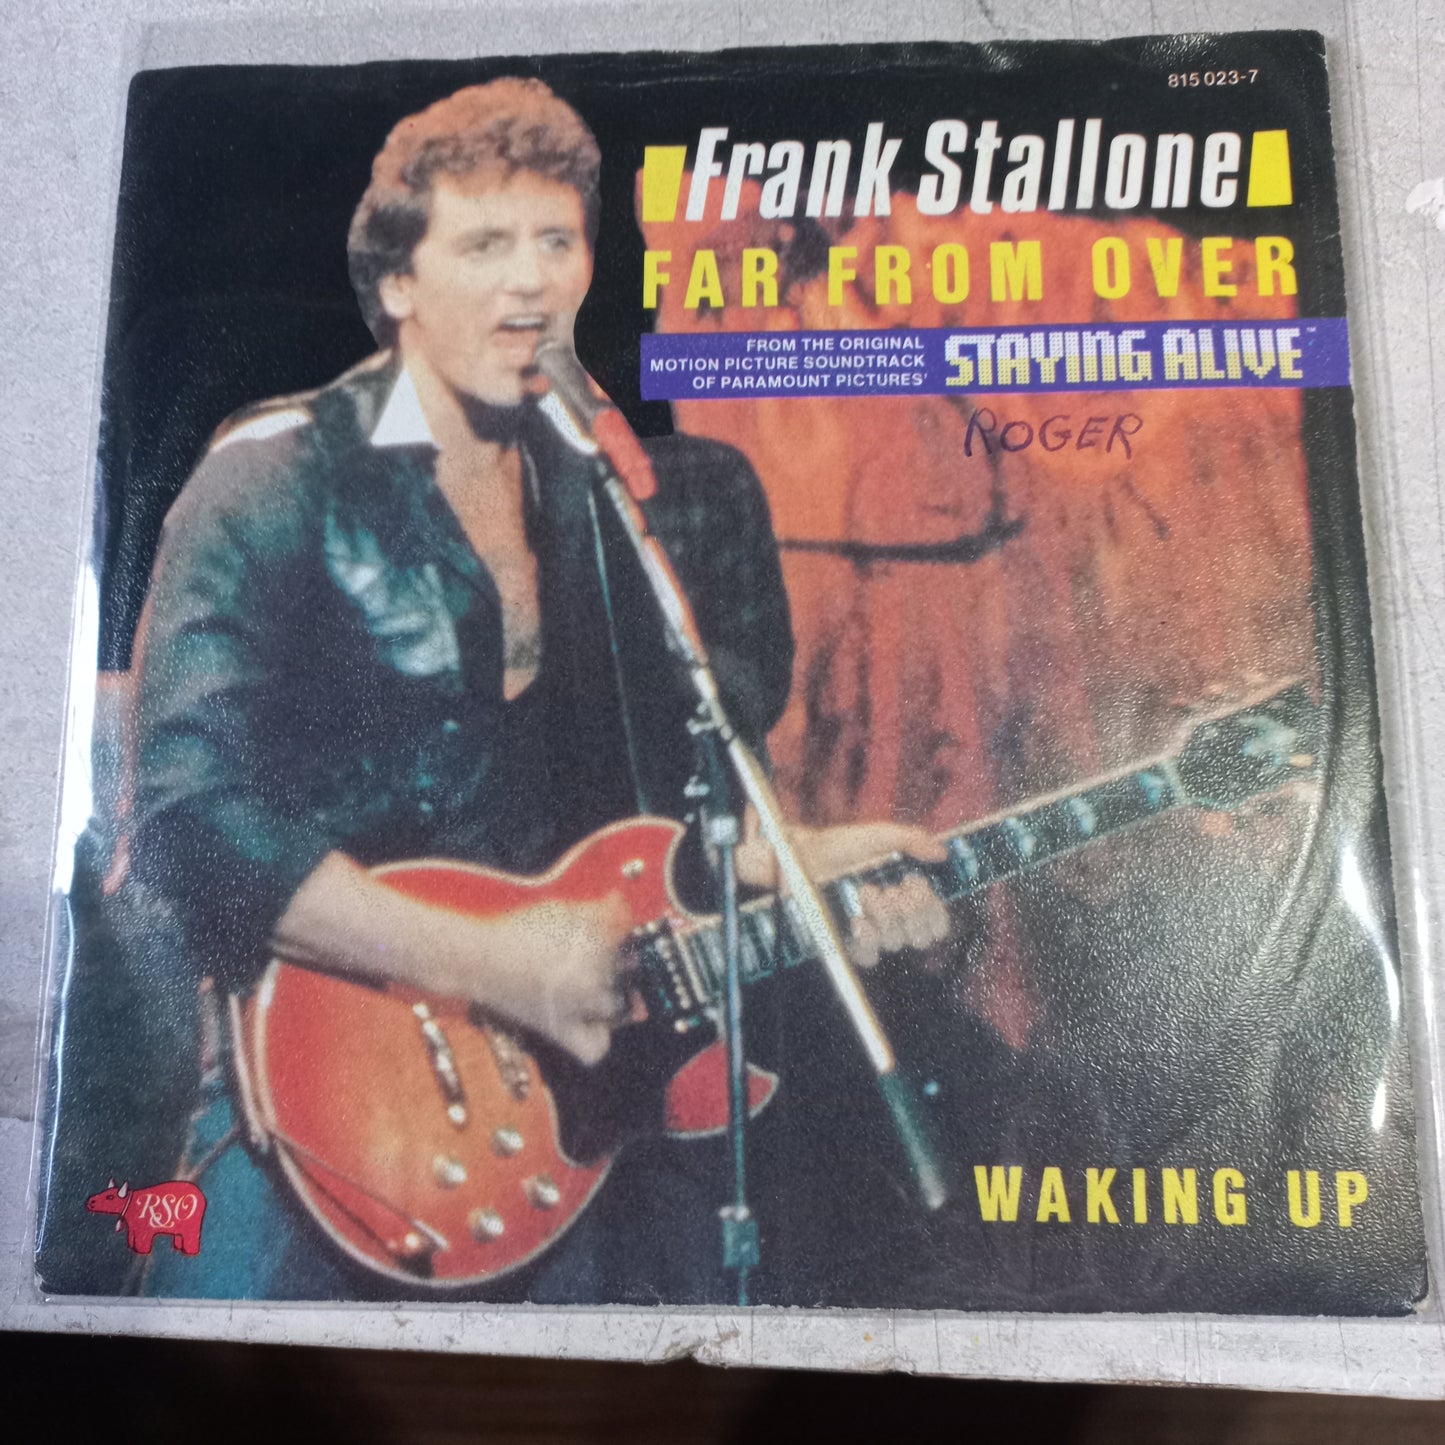 815 023-7
Frank Stallone
FAR FROM OVER
FROM THE ORIGINAL
MOTION PICTURE SOUNDTRACK
OF PARAMOUNT PICTURES'
STAYING ALIVE™
ROGER
WAKING UP
RSO